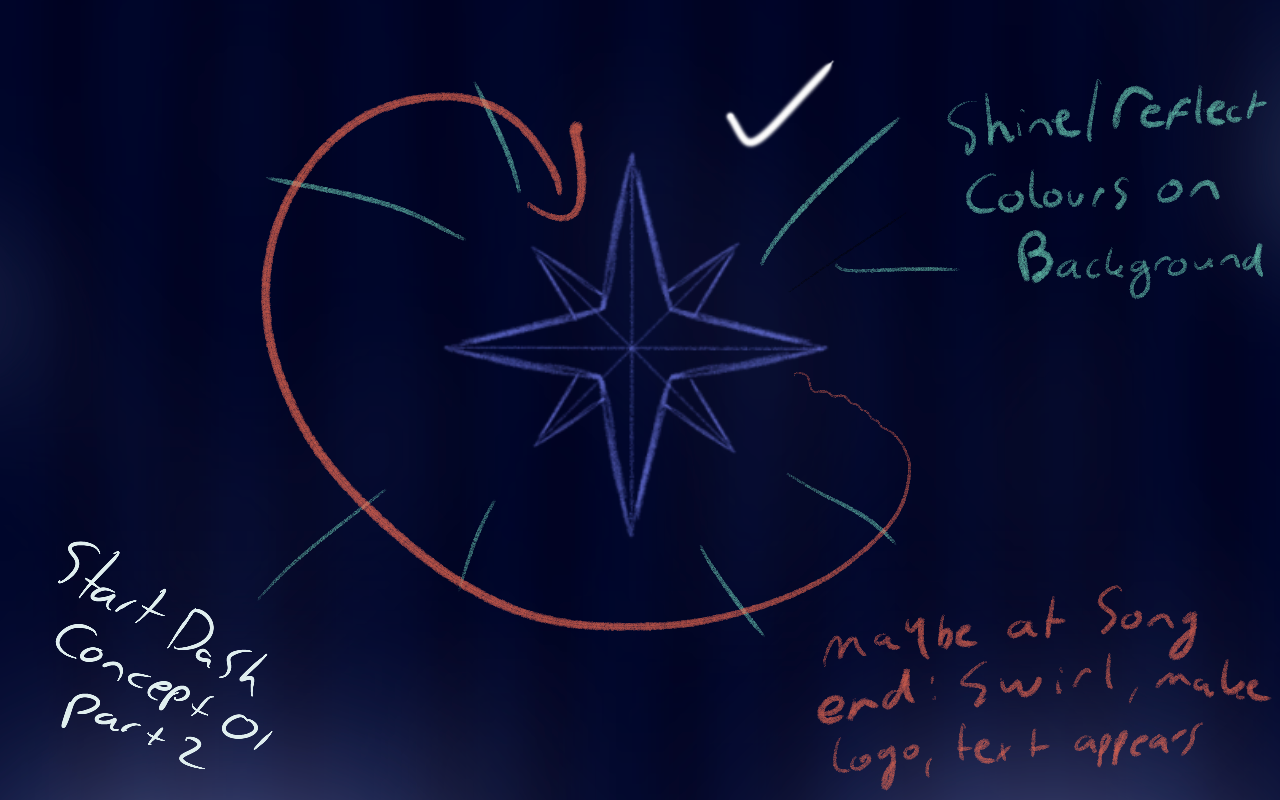 Shine/reflect
Colours on
Background
Start Dash
Concept 01
Part 2
maybe at Song
end: Swirl, make
logo, text appears